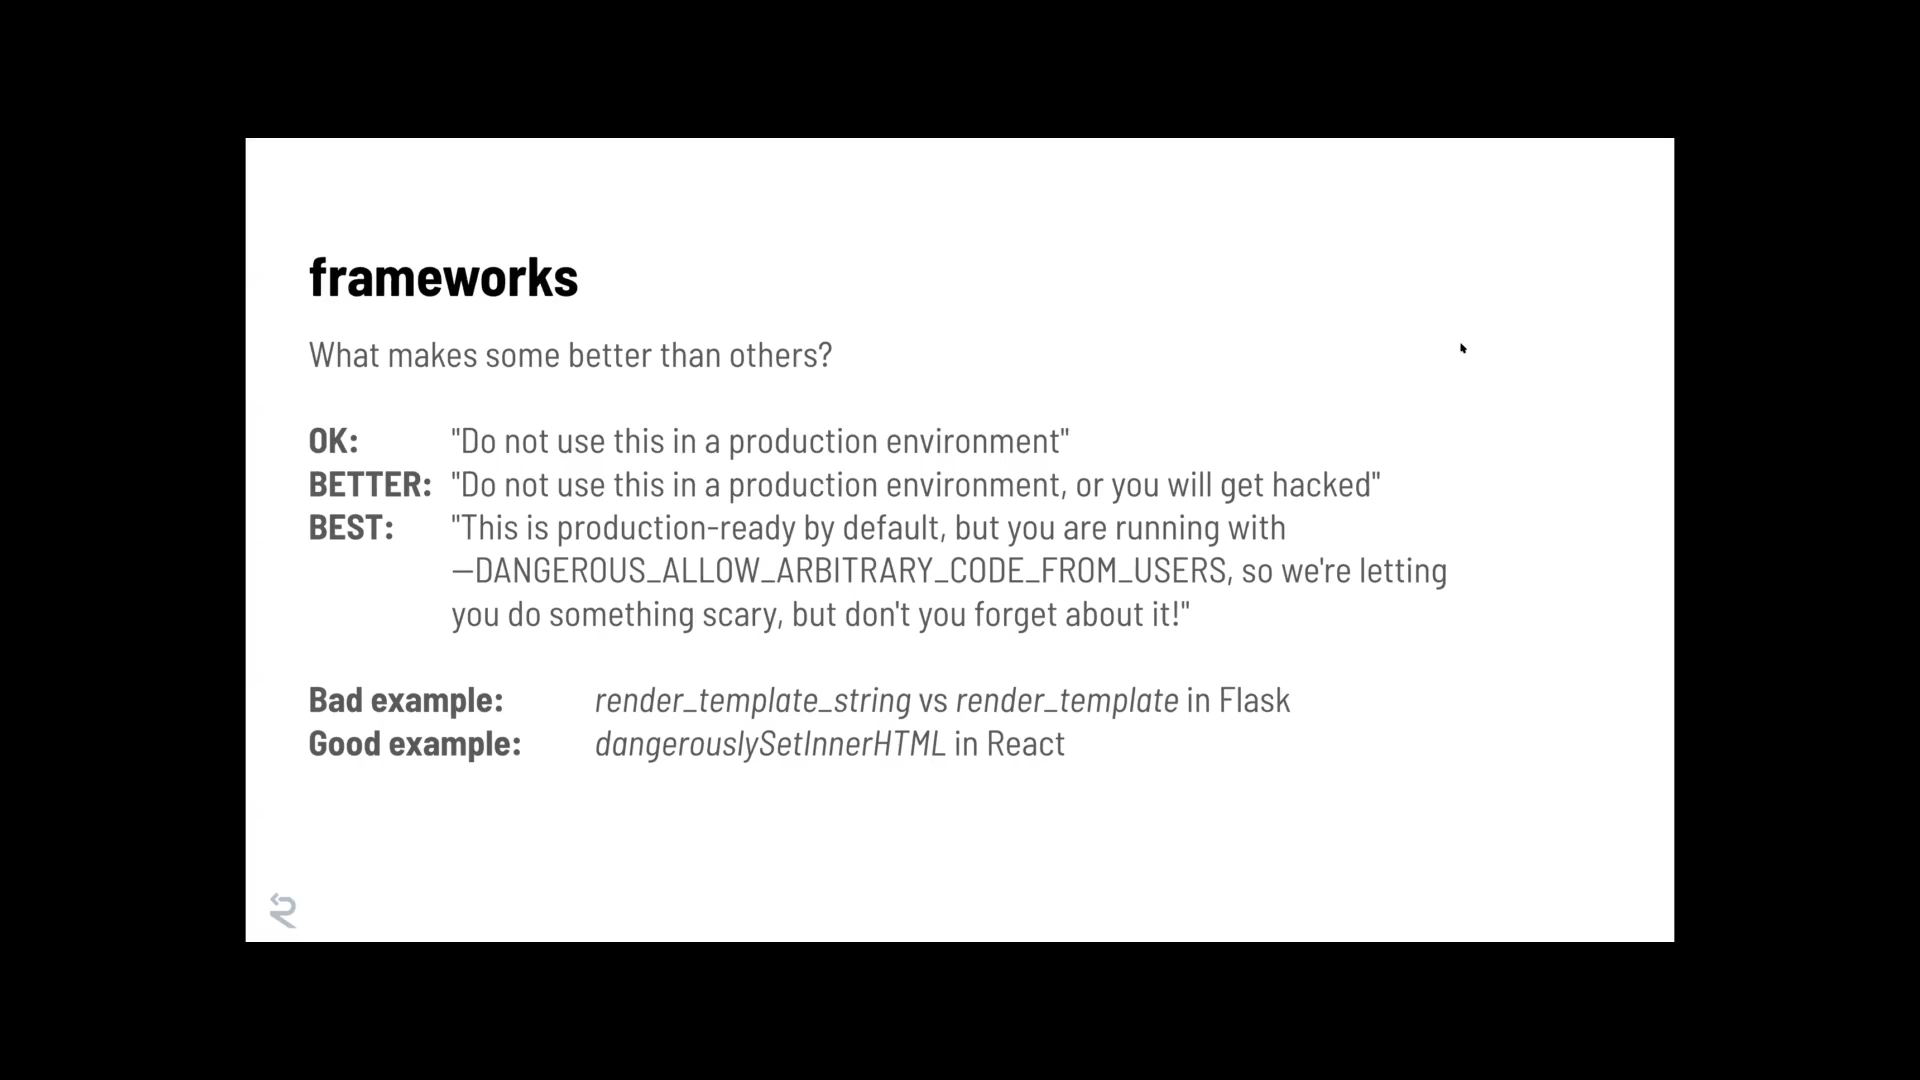 frameworks
What makes some better than others?
OK: "Do not use this in a production environment"
BETTER: "Do not use this in a production environment, or you will get hacked"
BEST: "This is production-ready by default, but you are running with
—DANGEROUS_ALLOW_ARBITRARY_CODE_FROM_USERS, so we're letting
you do something scary, but don't you forget about it!"
Bad example: render_template_string vs render_template in Flask
Good example: dangerouslySetInnerHTML in React